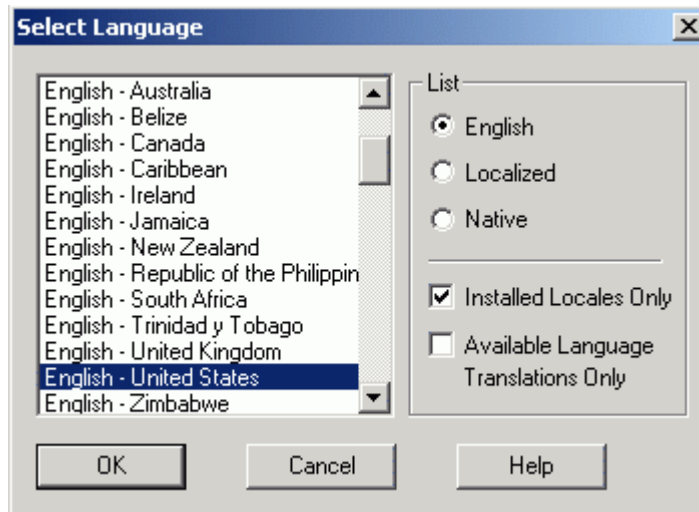 Select Language
English - Australia
English - Belize
English - Canada
English - Caribbean
English - Ireland
English - Jamaica
English - New Zealand
English - Republic of the Philippin
English - South Africa
English - Trinidad y Tobago
English - United Kingdom
English - United States
English - Zimbabwe
List
English
Localized
Native
Installed Locales Only
Available Language
Translations Only
OK
Cancel
Help